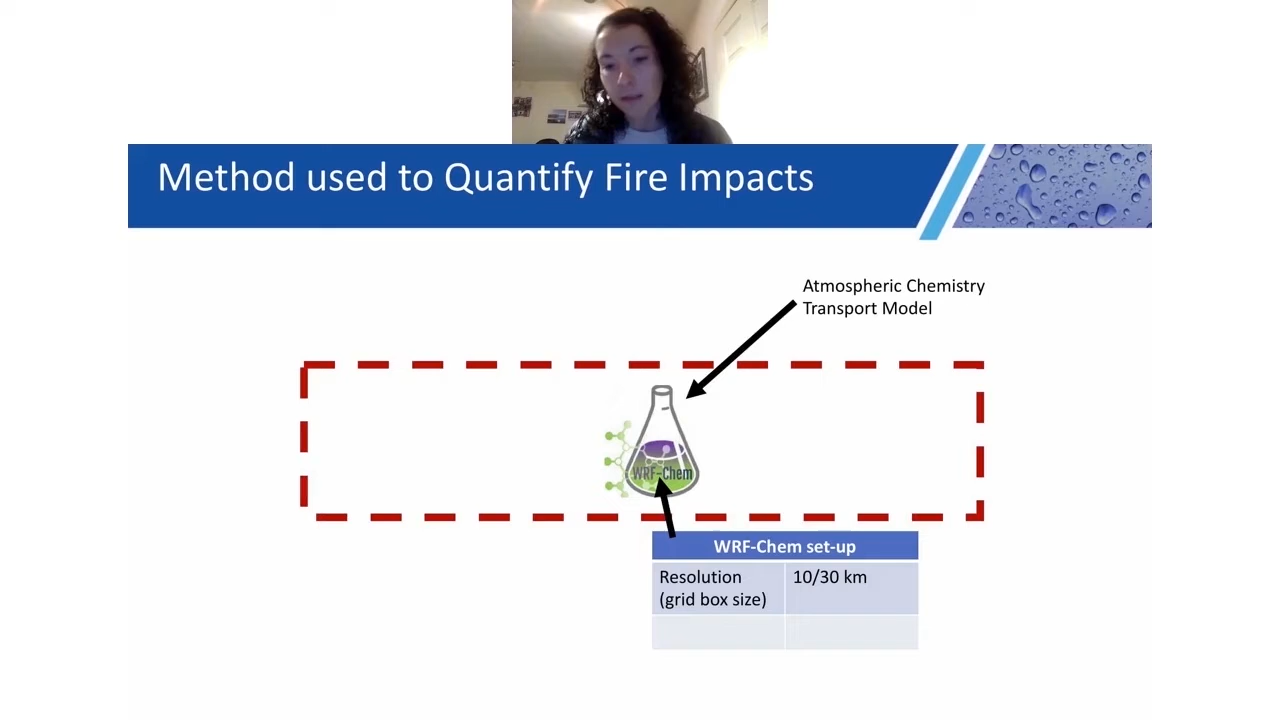 Method used to Quantify Fire Impacts
Atmospheric Chemistry
Transport Model
WRF-Chem
WRF-Chem set-up
Resolution 10/30 km
(grid box size)